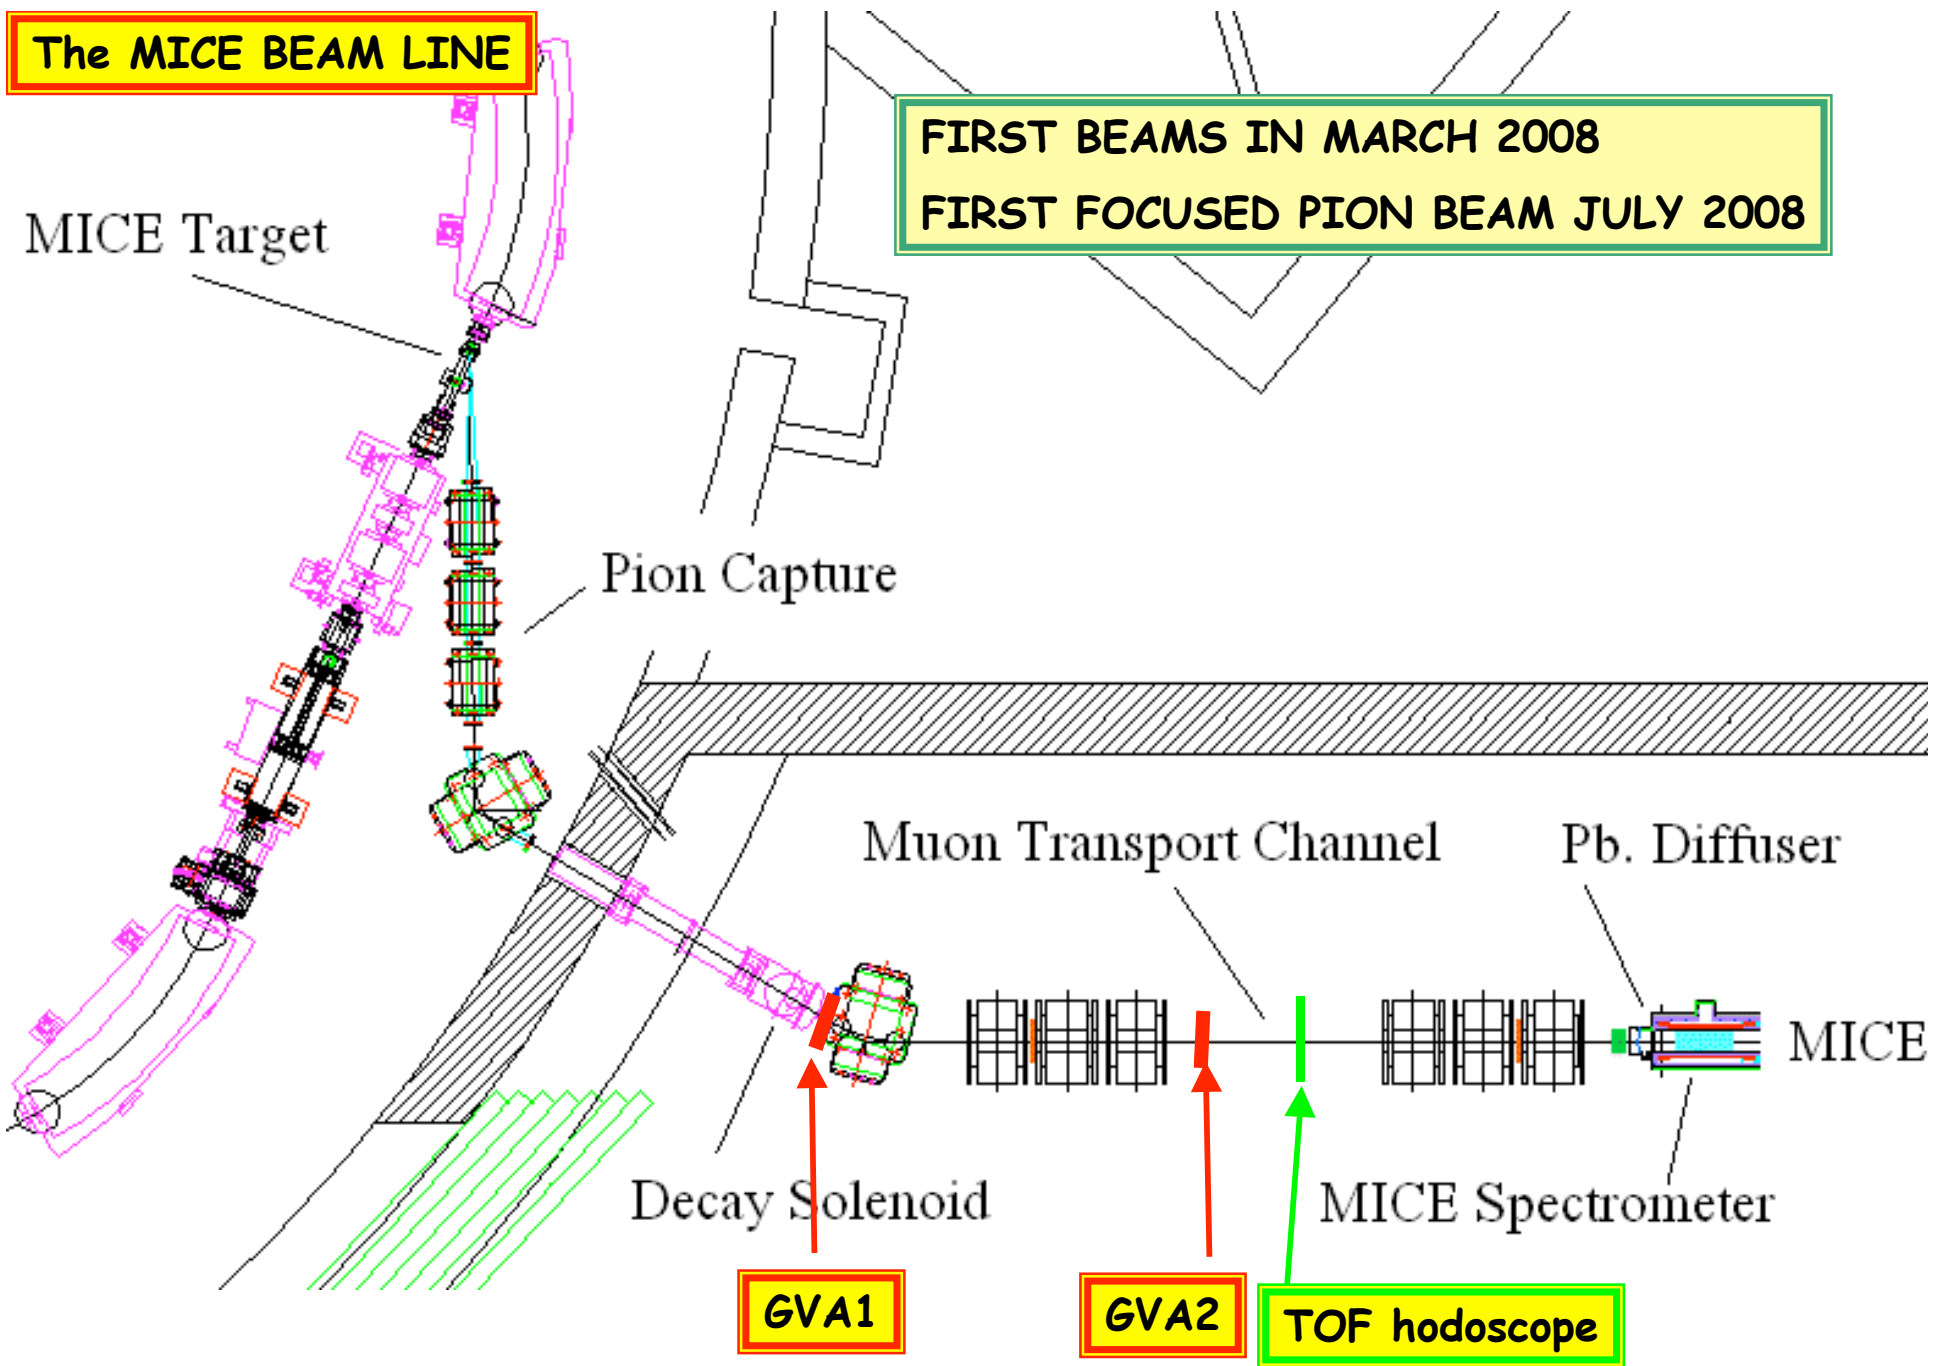 The MICE BEAM LINE
FIRST BEAMS IN MARCH 2008
FIRST FOCUSED PION BEAM JULY 2008
MICE Target
Pion Capture
Muon Transport Channel
Pb. Diffuser
MICE
Decay Solenoid
MICE Spectrometer
GVA1
GVA2
TOF hodoscope